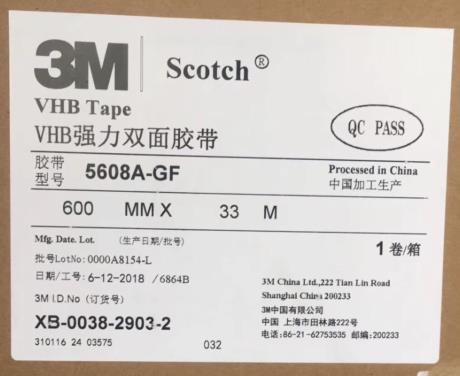 3M Scotch®
VHB Tape
VHB强力双面胶带
QC PASS
胶带型号 5608A-GF
Processed in China
中国加工生产
600 MM X 33 M
Mfg. Date. Lot. (生产日期/批号)
1 卷/箱
批号LotNo: 0000A8154-L
日期/工号: 6-12-2018 /6864B
3M I.D.No (订货号)
XB-0038-2903-2
310116 24 03575 032
3M China Ltd.,222 Tian Lin Road
Shanghai China 200233
3M中国有限公司
中国 上海市田林路222号
电话:86-21-62753535 邮编:200233